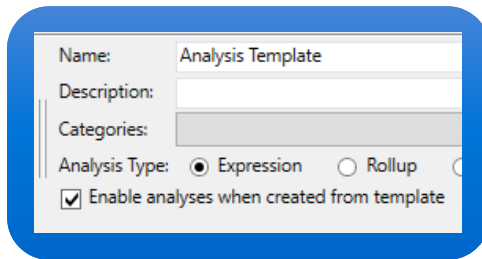 Name: Analysis Template
Description:
Categories:
Analysis Type: Expression Rollup
Enable analyses when created from template